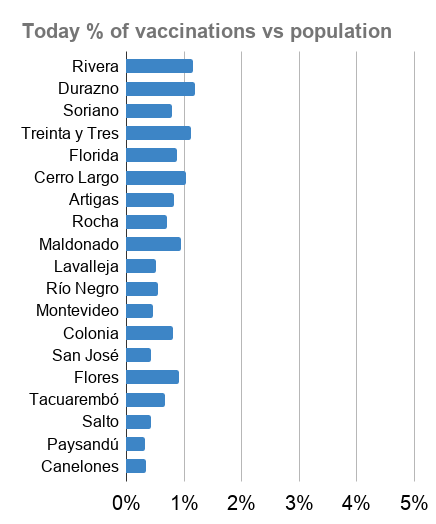 Today % of vaccinations vs population
Rivera
Durazno
Soriano
Treinta y Tres
Florida
Cerro Largo
Artigas
Rocha
Maldonado
Lavalleja
Río Negro
Montevideo
Colonia
San José
Flores
Tacuarembó
Salto
Paysandú
Canelones
0% 1% 2% 3% 4% 5%